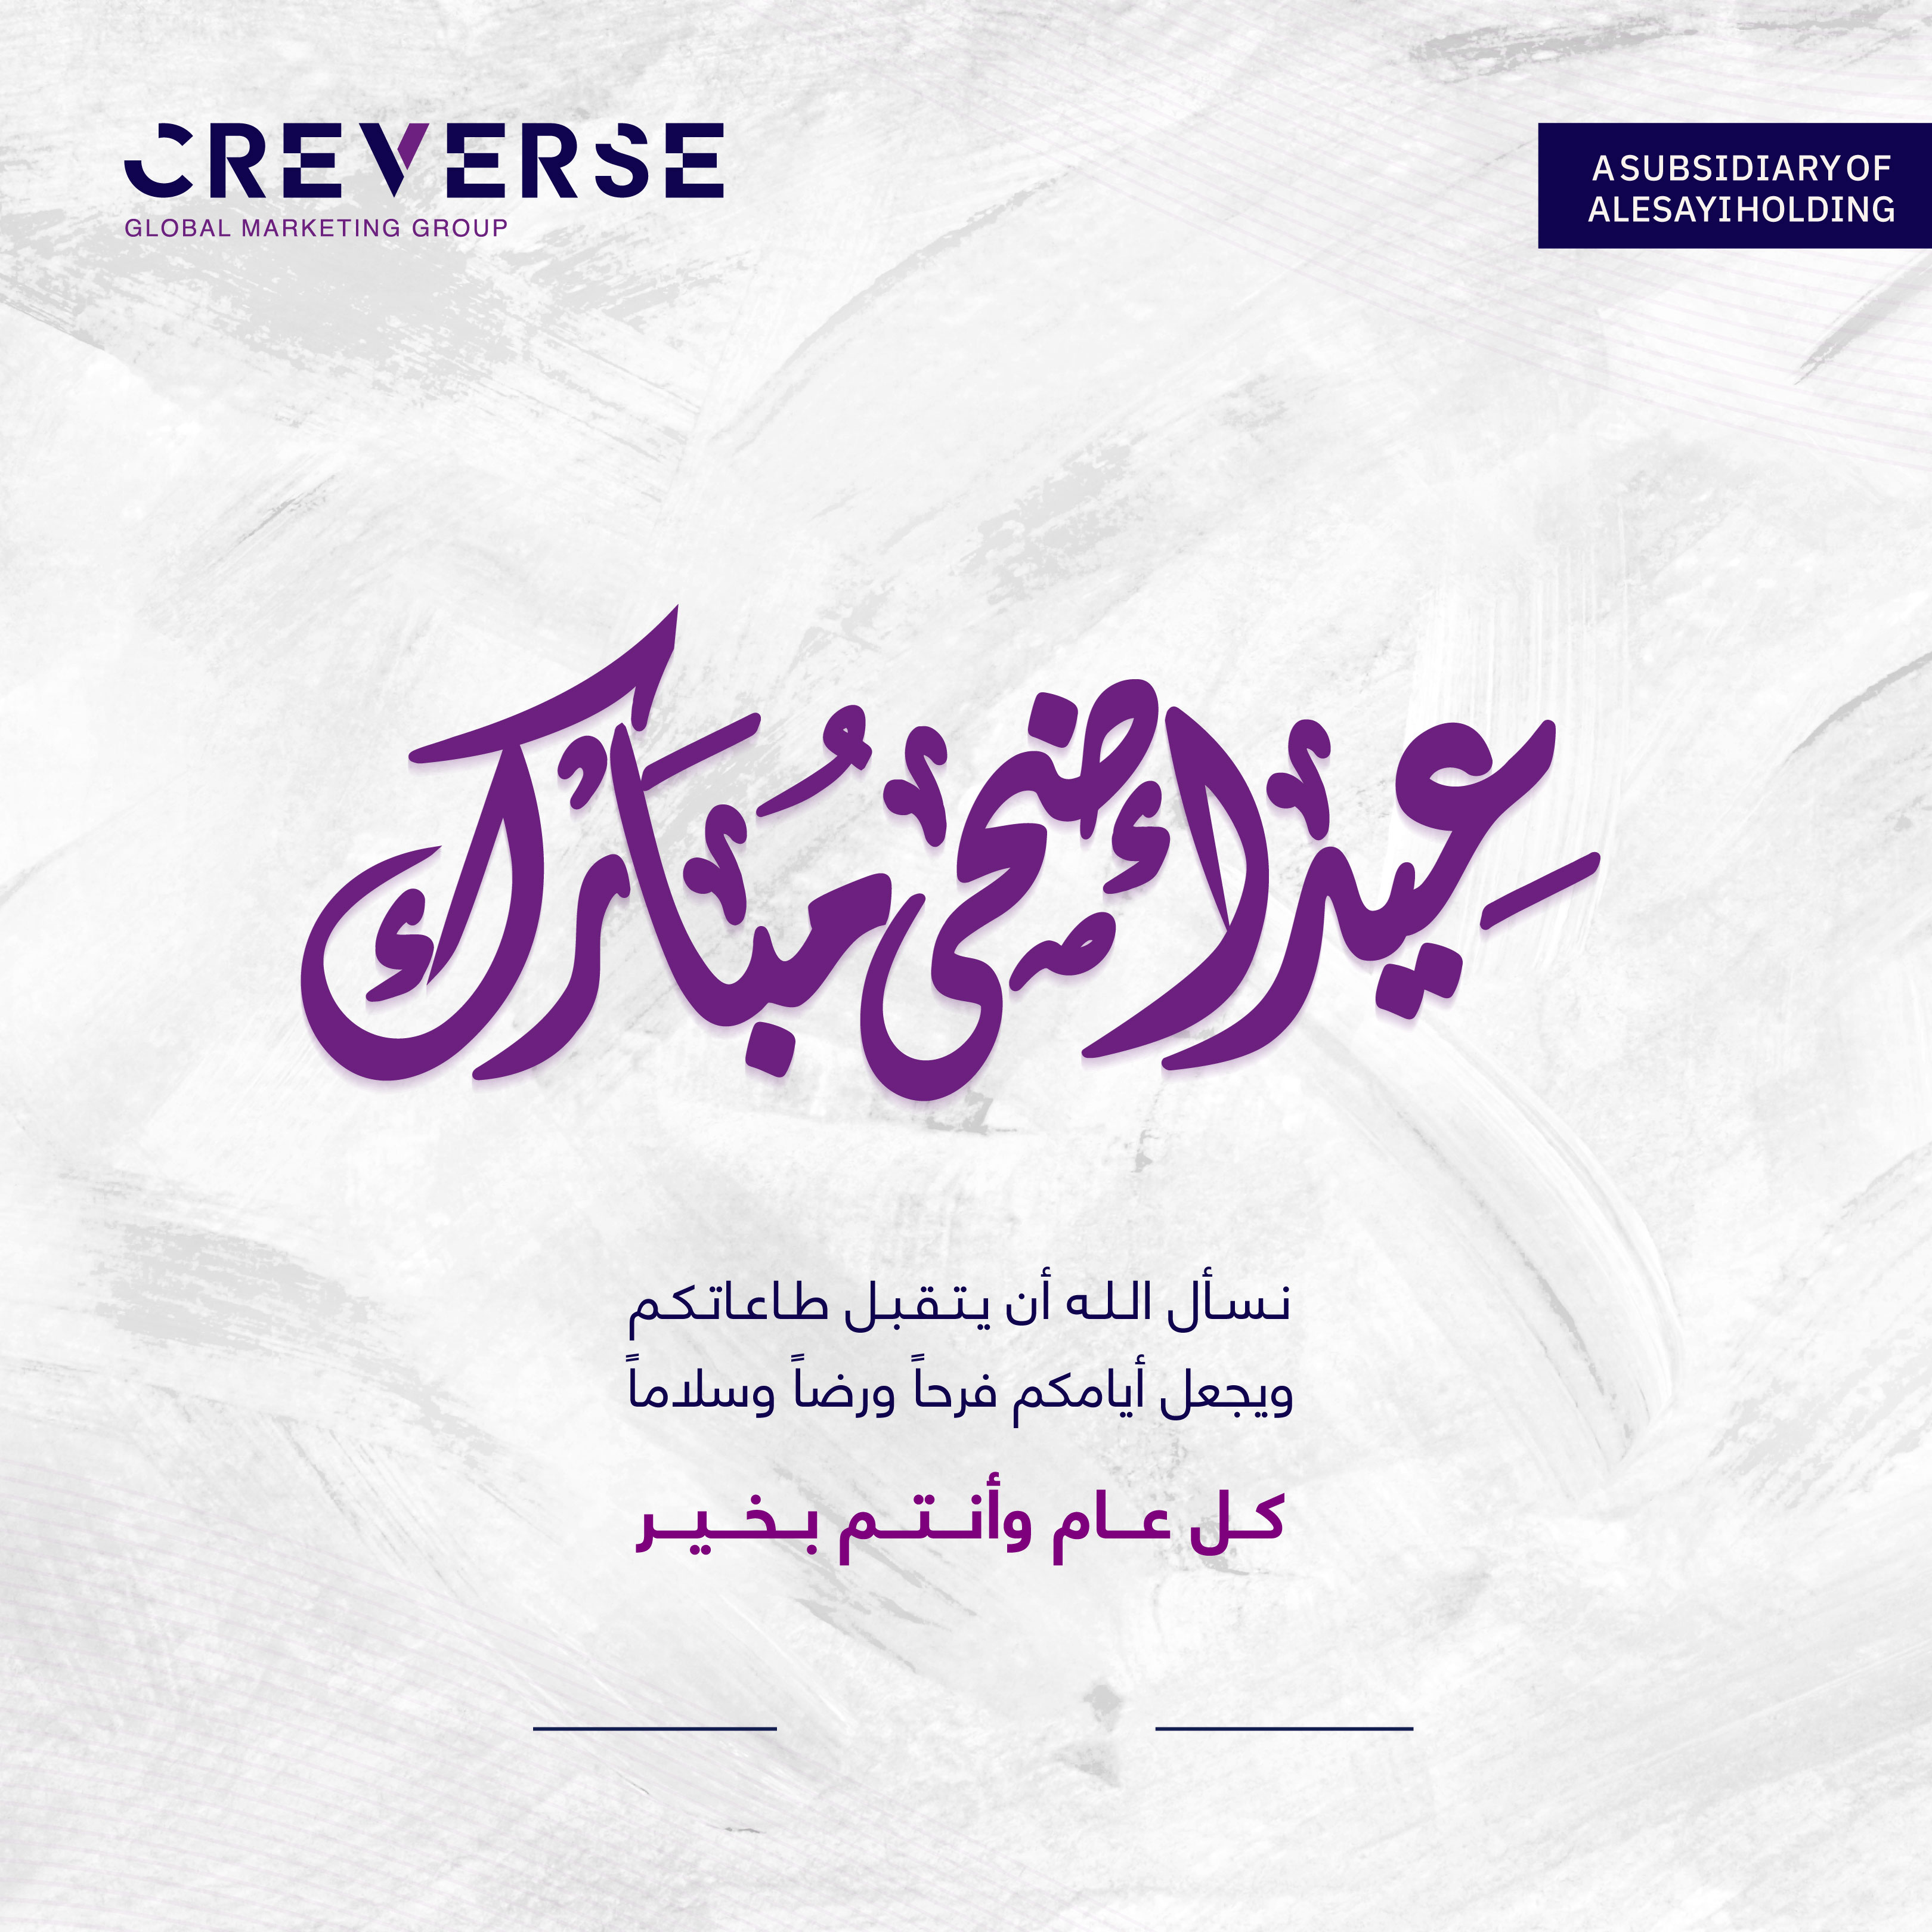 CREVERSE
GLOBAL MARKETING GROUP
A SUBSIDIARY OF
ALESAYI HOLDING
عيد أضحى مبارك
نسأل الله أن يتقبل طاعاتكم
ويجعل أيامكم فرحاً ورضاً وسلاماً
كل عام وأنتم بخير